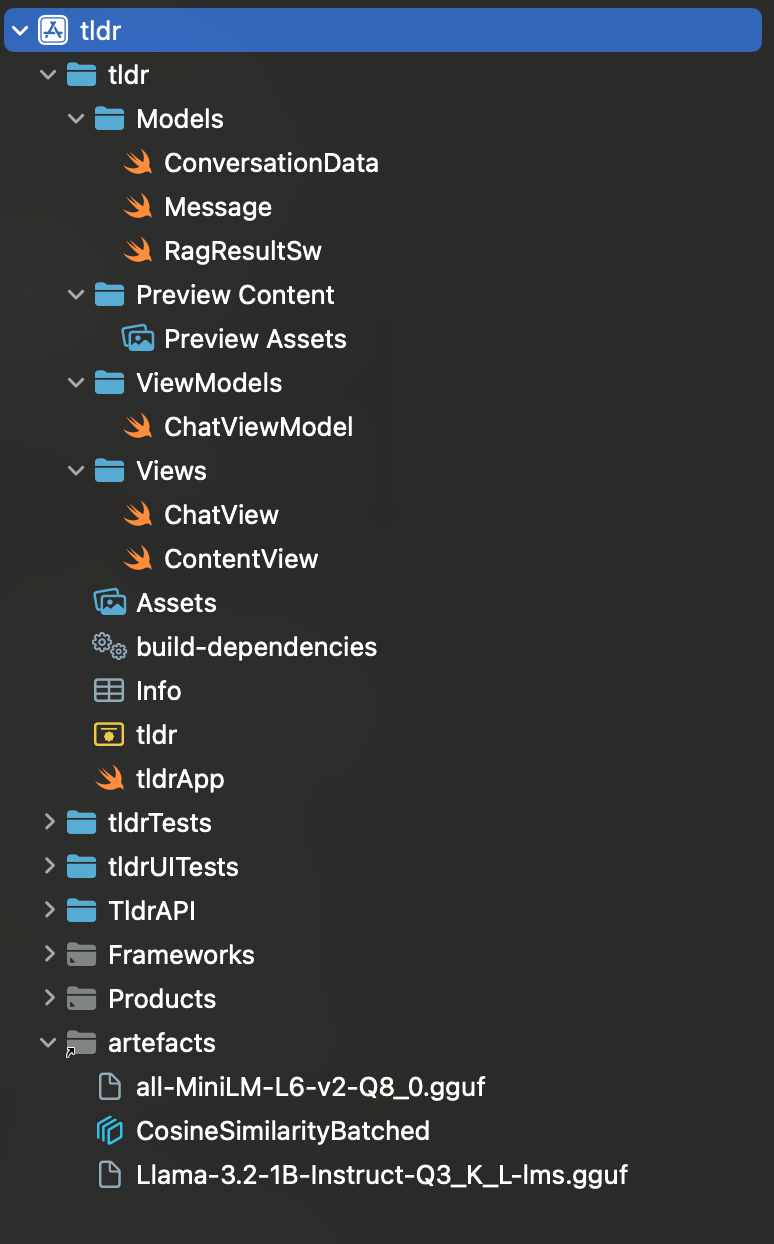 tldr
tldr
Models
ConversationData
Message
RagResultSw
Preview Content
Preview Assets
ViewModels
ChatViewModel
Views
ChatView
ContentView
Assets
build-dependencies
Info
tldr
tldrApp
tldrTests
tldrUITests
TldrAPI
Frameworks
Products
artefacts
all-MiniLM-L6-v2-Q8_0.gguf
CosineSimilarityBatched
Llama-3.2-1B-Instruct-Q3_K_L-lms.gguf